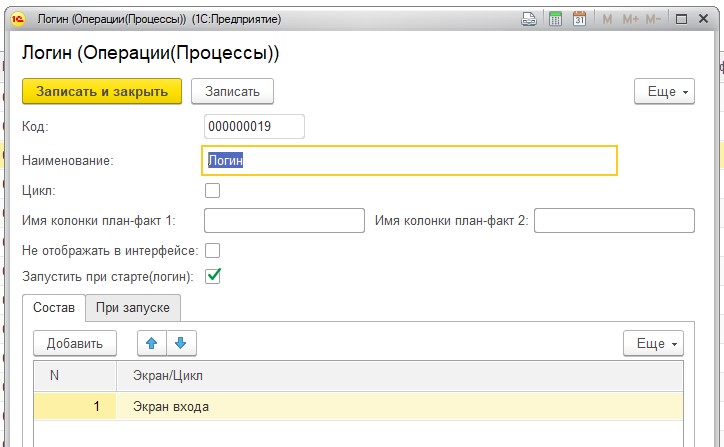 Логин (Операции(Процессы)) (1С:Предприятие)
M M+ M-
Логин (Операции(Процессы))
Записать и закрыть Записать Еще
Код: 000000019
Наименование: Логин
Цикл:
Имя колонки план-факт 1: Имя колонки план-факт 2:
Не отображать в интерфейсе:
Запустить при старте(логин):
Состав При запуске
Добавить Еще
N Экран/Цикл
1 Экран входа